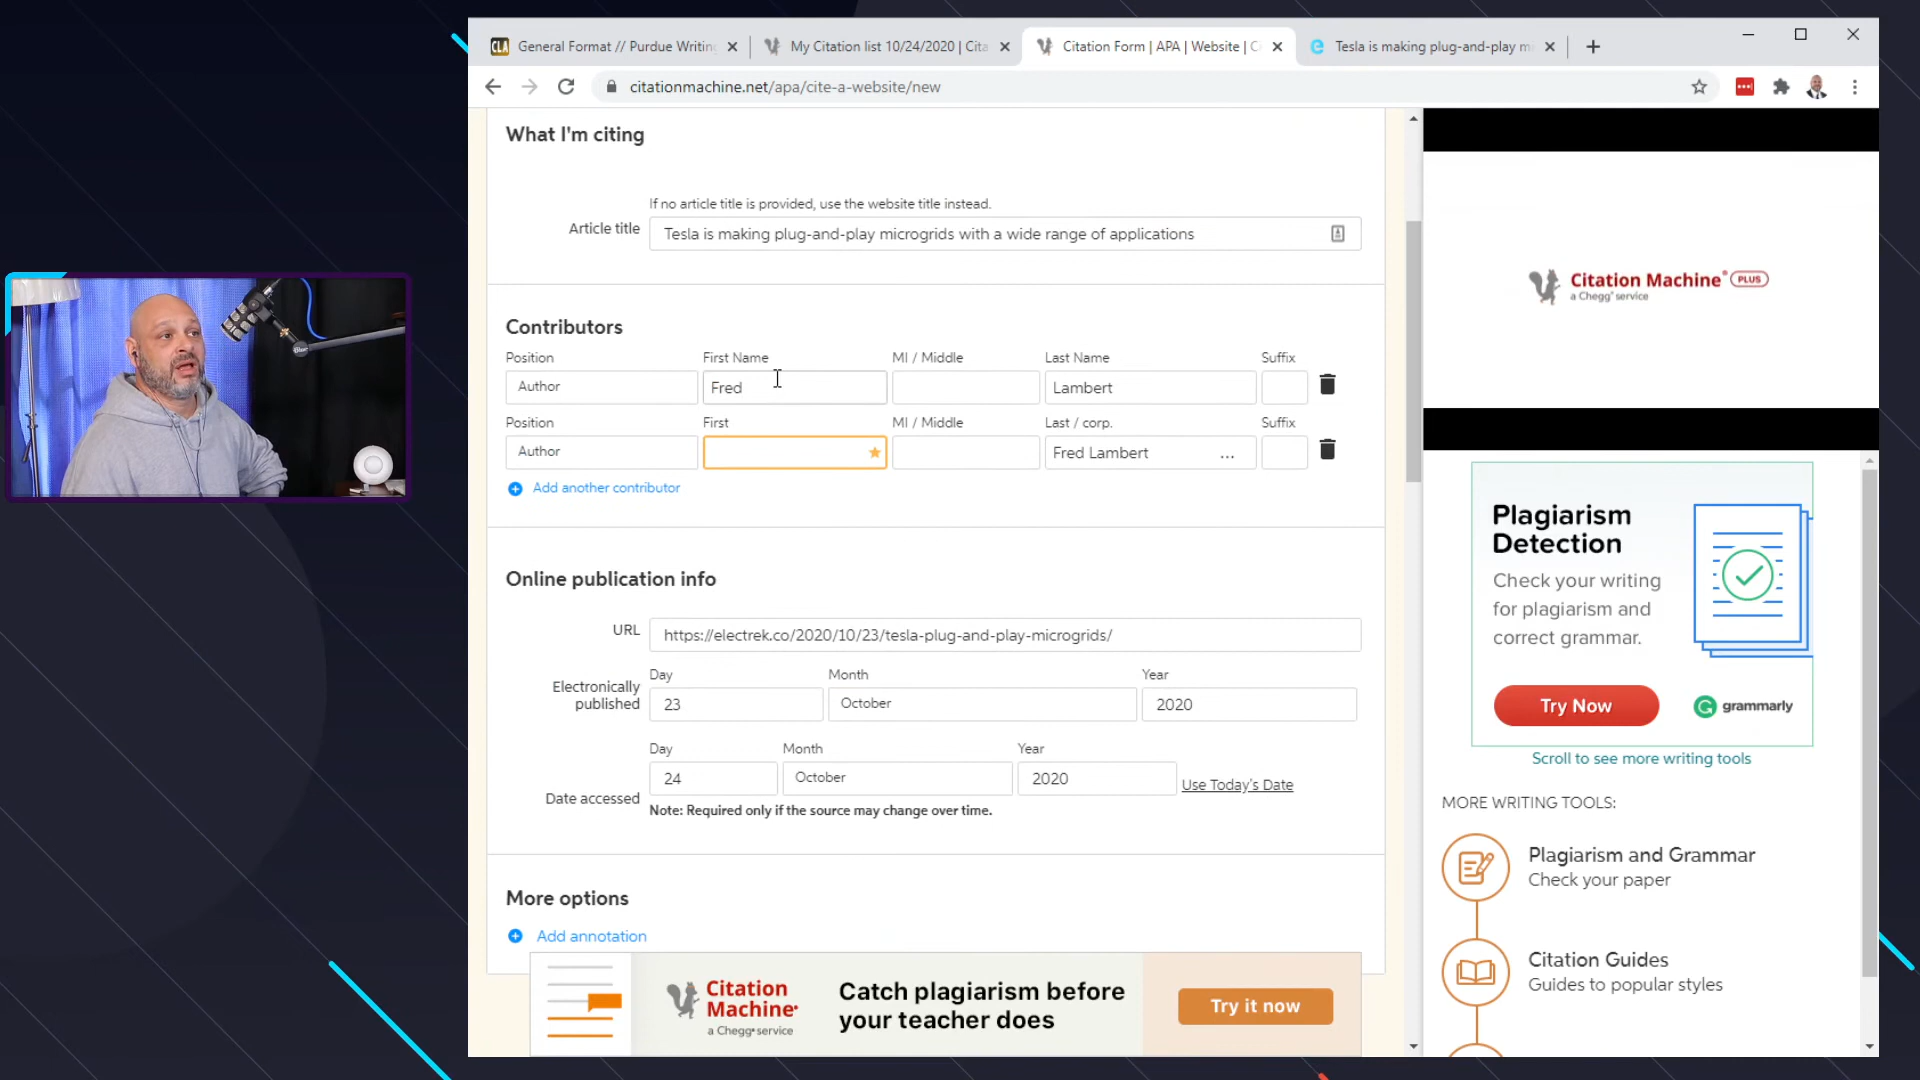 CLA General Format // Purdue Writing
My Citation list 10/24/2020 | Cita
Citation Form | APA | Website | C
Tesla is making plug-and-play m
citationmachine.net/apa/cite-a-website/new
What I'm citing
If no article title is provided, use the website title instead.
Article title
Tesla is making plug-and-play microgrids with a wide range of applications
Contributors
Position First Name MI / Middle Last Name Suffix
Author Fred Lambert
Position First MI / Middle Last / corp. Suffix
Author Fred Lambert ...
Add another contributor
Online publication info
URL https://electrek.co/2020/10/23/tesla-plug-and-play-microgrids/
Day Month Year
Electronically
published
23 October 2020
Day Month Year
Date accessed
24 October 2020 Use Today's Date
Note: Required only if the source may change over time.
More options
Add annotation
Citation
Machine®
a Chegg® service
Catch plagiarism before
your teacher does
Try it now
Citation Machine® PLUS
a Chegg® service
Plagiarism
Detection
Check your writing
for plagiarism and
correct grammar.
Try Now
grammarly
Scroll to see more writing tools
MORE WRITING TOOLS:
Plagiarism and Grammar
Check your paper
Citation Guides
Guides to popular styles